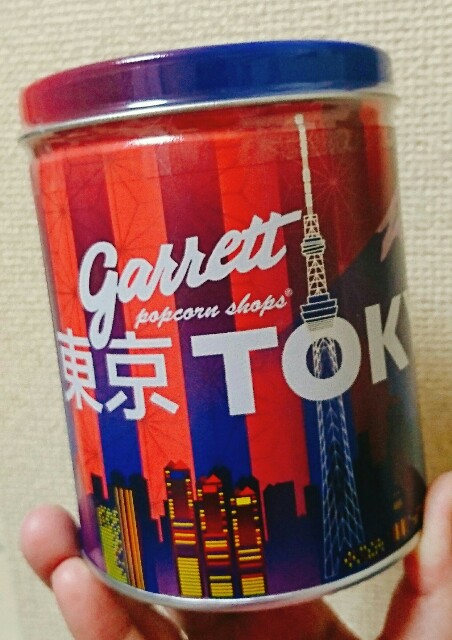 Garrett
popcorn shops®
東京 TOK